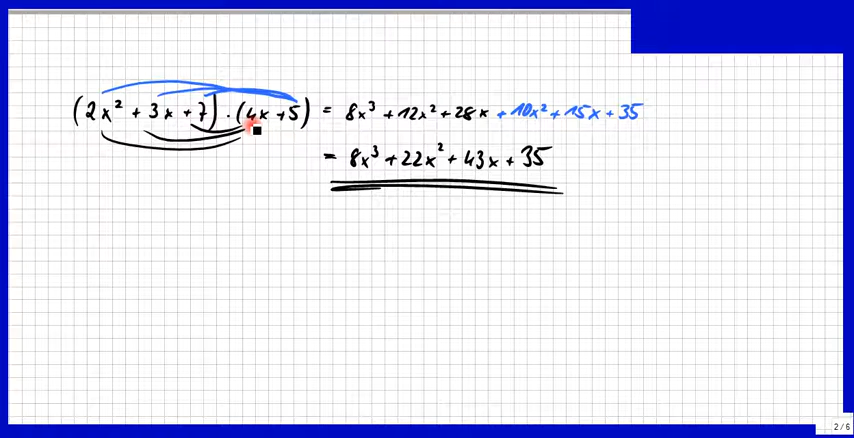 (2x² + 3x + 7) · (4x + 5) = 8x³ + 12x² + 28x + 10x² + 15x + 35
= 8x³ + 22x² + 43x + 35
2 / 6